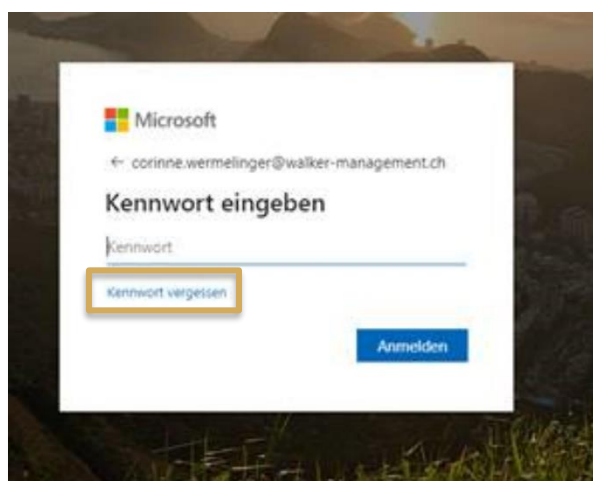 Microsoft
← corinne.wermelinger@walker-management.ch
Kennwort eingeben
Kennwort
Kennwort vergessen
Anmelden